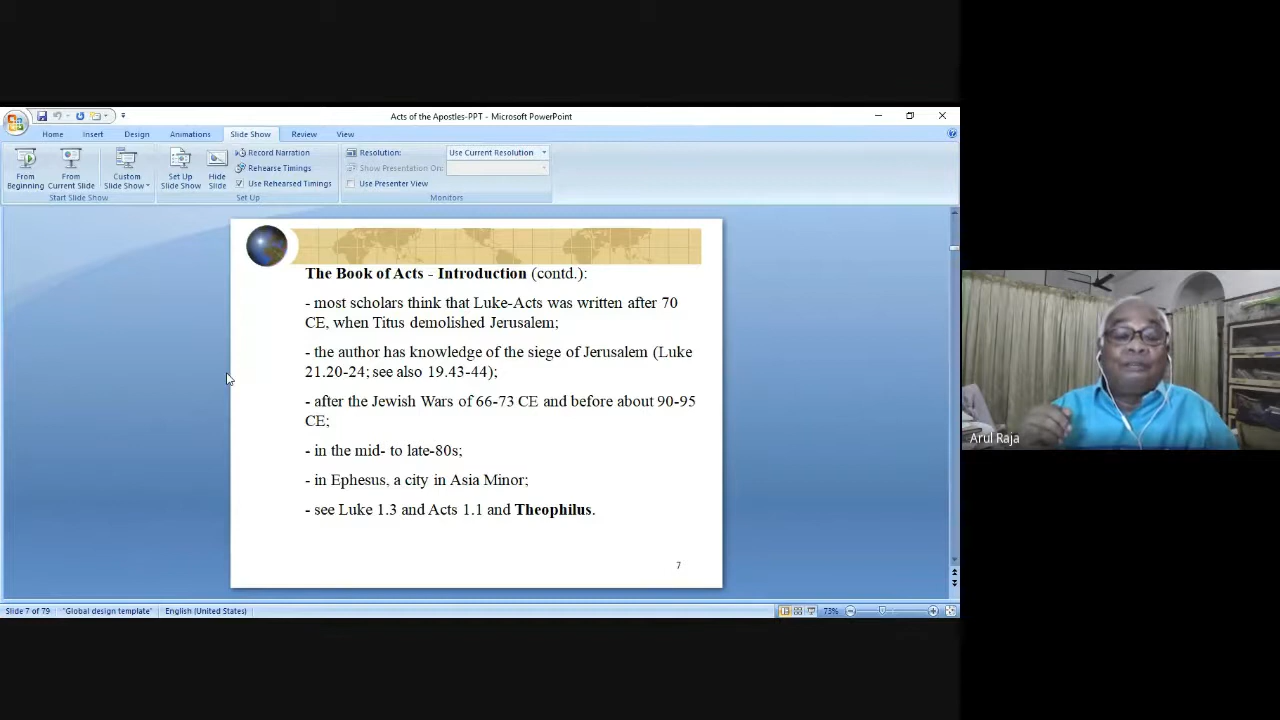 Acts of the Apostles-PPT - Microsoft PowerPoint
Home Insert Design Animations Slide Show Review View
From Beginning
From Current Slide
Custom Slide Show
Start Slide Show
Set Up Slide Show
Hide Slide
Record Narration
Rehearse Timings
Use Rehearsed Timings
Set Up
Resolution: Use Current Resolution
Show Presentation On:
Use Presenter View
Monitors
The Book of Acts - Introduction (contd.):
- most scholars think that Luke-Acts was written after 70
CE, when Titus demolished Jerusalem;
- the author has knowledge of the siege of Jerusalem (Luke
21.20-24; see also 19.43-44);
- after the Jewish Wars of 66-73 CE and before about 90-95
CE;
- in the mid- to late-80s;
- in Ephesus, a city in Asia Minor;
- see Luke 1.3 and Acts 1.1 and Theophilus.
7
Arul Raja
Slide 7 of 79 "Global design template" English (United States) 73%